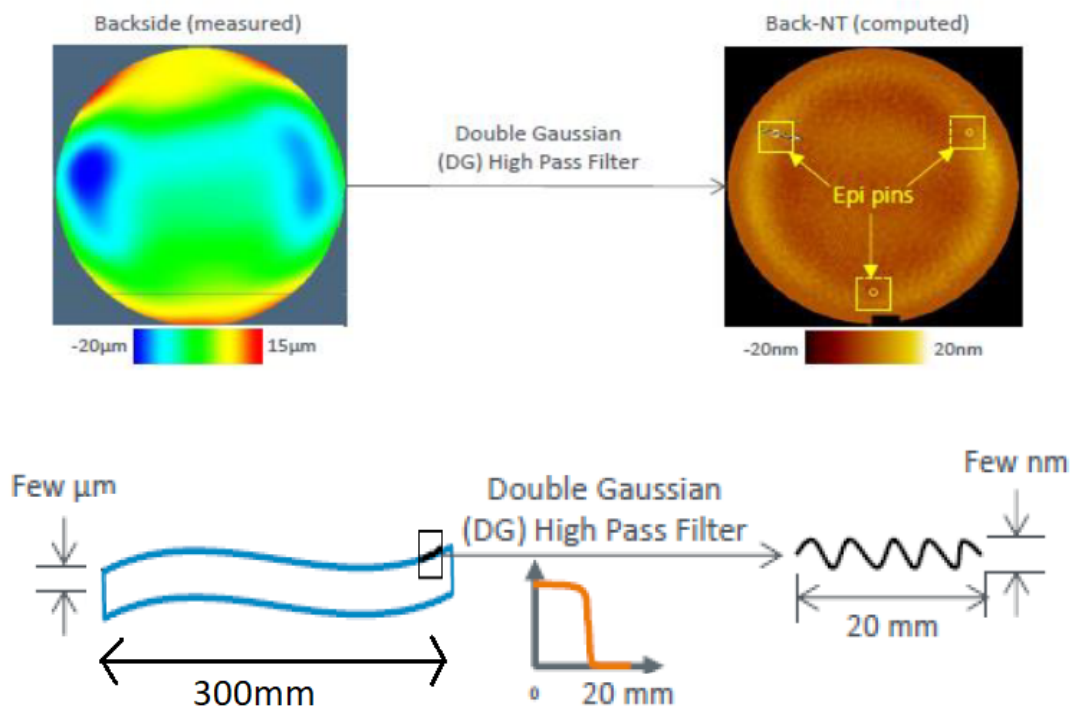 Backside (measured)
Back-NT (computed)
Double Gaussian
(DG) High Pass Filter
Epi pins
-20µm
15µm
-20nm
20nm
Few µm
Few nm
Double Gaussian
(DG) High Pass Filter
20 mm
300mm
0
20 mm